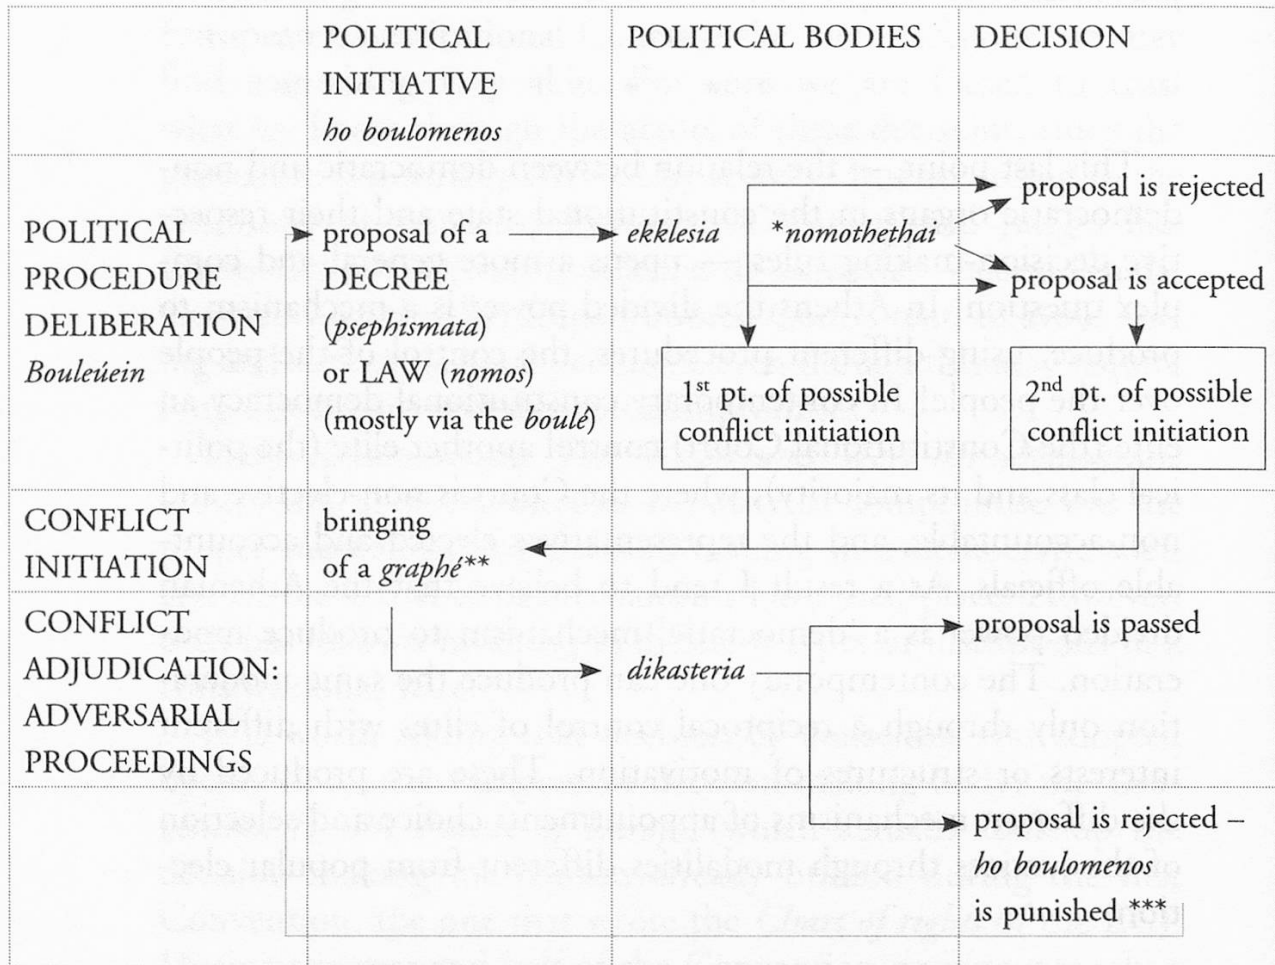 POLITICAL
INITIATIVE
ho boulomenos
POLITICAL BODIES
DECISION
POLITICAL
PROCEDURE
DELIBERATION
Bouleúein
proposal of a
DECREE
(psephismata)
or LAW (nomos)
(mostly via the boulé)
ekklesia
*nomothethai
proposal is rejected
proposal is accepted
1st pt. of possible
conflict initiation
2nd pt. of possible
conflict initiation
CONFLICT
INITIATION
bringing
of a graphé**
CONFLICT
ADJUDICATION:
ADVERSARIAL
PROCEEDINGS
dikasteria
proposal is passed
proposal is rejected –
ho boulomenos
is punished ***